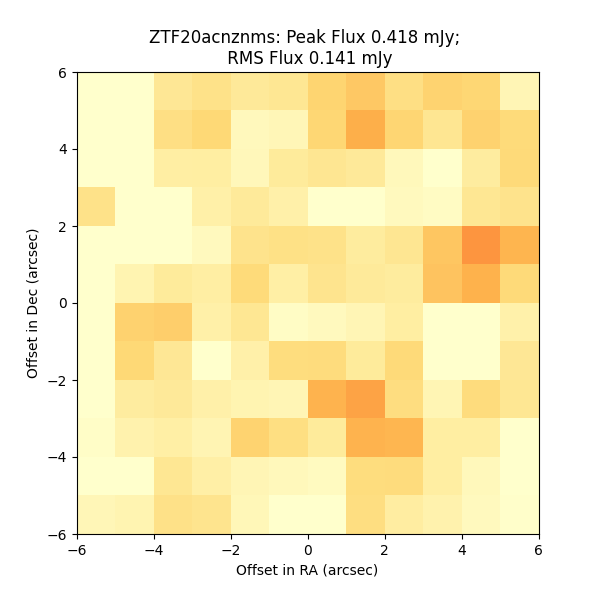 ZTF20acnznms: Peak Flux 0.418 mJy;
RMS Flux 0.141 mJy
6
4
2
0
−2
−4
−6
Offset in Dec (arcsec)
−6 −4 −2 0 2 4 6
Offset in RA (arcsec)